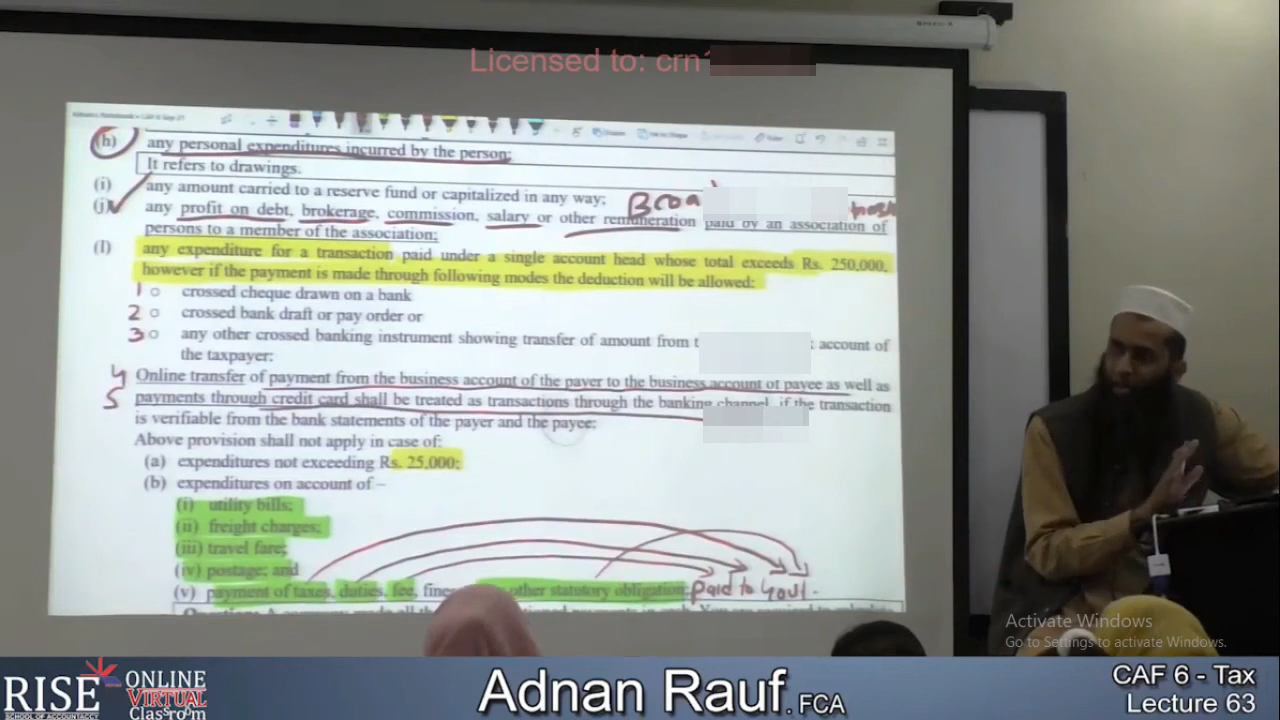 Licensed to: crn
(h) any personal expenditures incurred by the person;
It refers to drawings.
(i) any amount carried to a reserve fund or capitalized in any way;
(j) any profit on debt, brokerage, commission, salary or other remuneration paid by an association of
persons to a member of the association;
(l) any expenditure for a transaction paid under a single account head whose total exceeds Rs. 250,000,
however if the payment is made through following modes the deduction will be allowed:
1 o crossed cheque drawn on a bank
2 o crossed bank draft or pay order or
3 o any other crossed banking instrument showing transfer of amount from account of
the taxpayer:
4 Online transfer of payment from the business account of the payer to the business account of payee as well as
5 payments through credit card shall be treated as transactions through the banking channel, if the transaction
is verifiable from the bank statements of the payer and the payee:
Above provision shall not apply in case of:
(a) expenditures not exceeding Rs. 25,000;
(b) expenditures on account of –
(i) utility bills;
(ii) freight charges;
(iii) travel fare;
(iv) postage; and
(v) payment of taxes, duties, fee, other statutory obligation; Paid to Govt.
Activate Windows
Go to Settings to activate Windows.
RISE
SCHOOL OF ACCOUNTANCY
ONLINE
VIRTUAL
Classroom
Adnan Rauf. FCA
CAF 6 - Tax
Lecture 63